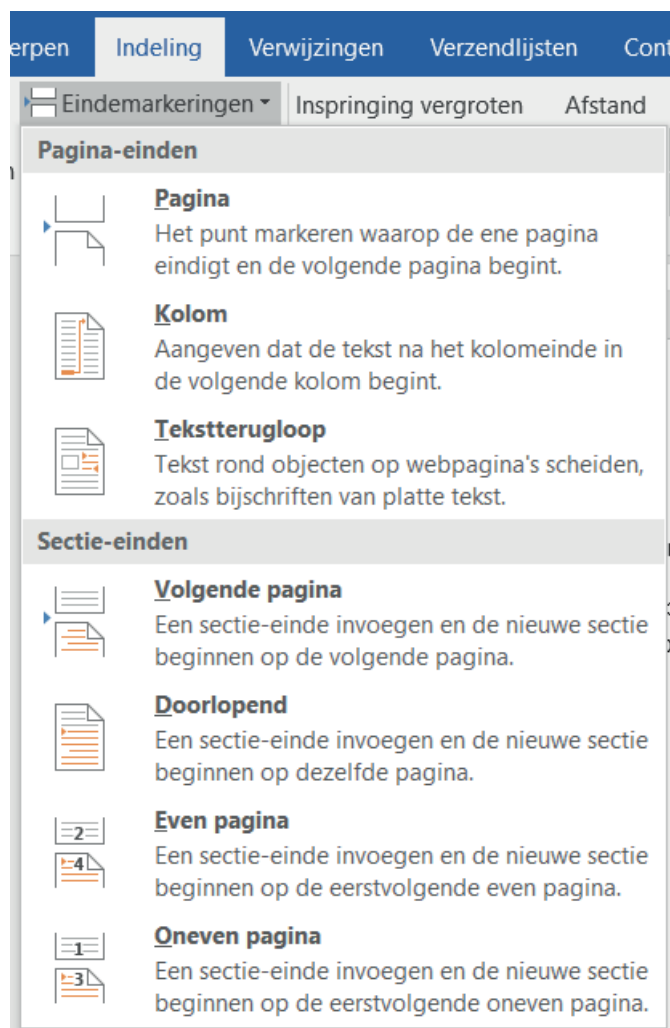 erpen Indeling Verwijzingen Verzendlijsten Cont
Eindemarkeringen Inspringing vergroten Afstand
Pagina-einden
Pagina
Het punt markeren waarop de ene pagina
eindigt en de volgende pagina begint.
Kolom
Aangeven dat de tekst na het kolomeinde in
de volgende kolom begint.
Tekstterugloop
Tekst rond objecten op webpagina's scheiden,
zoals bijschriften van platte tekst.
Sectie-einden
Volgende pagina
Een sectie-einde invoegen en de nieuwe sectie
beginnen op de volgende pagina.
Doorlopend
Een sectie-einde invoegen en de nieuwe sectie
beginnen op dezelfde pagina.
Even pagina
=2=
4
Een sectie-einde invoegen en de nieuwe sectie
beginnen op de eerstvolgende even pagina.
Oneven pagina
=1=
3
Een sectie-einde invoegen en de nieuwe sectie
beginnen op de eerstvolgende oneven pagina.